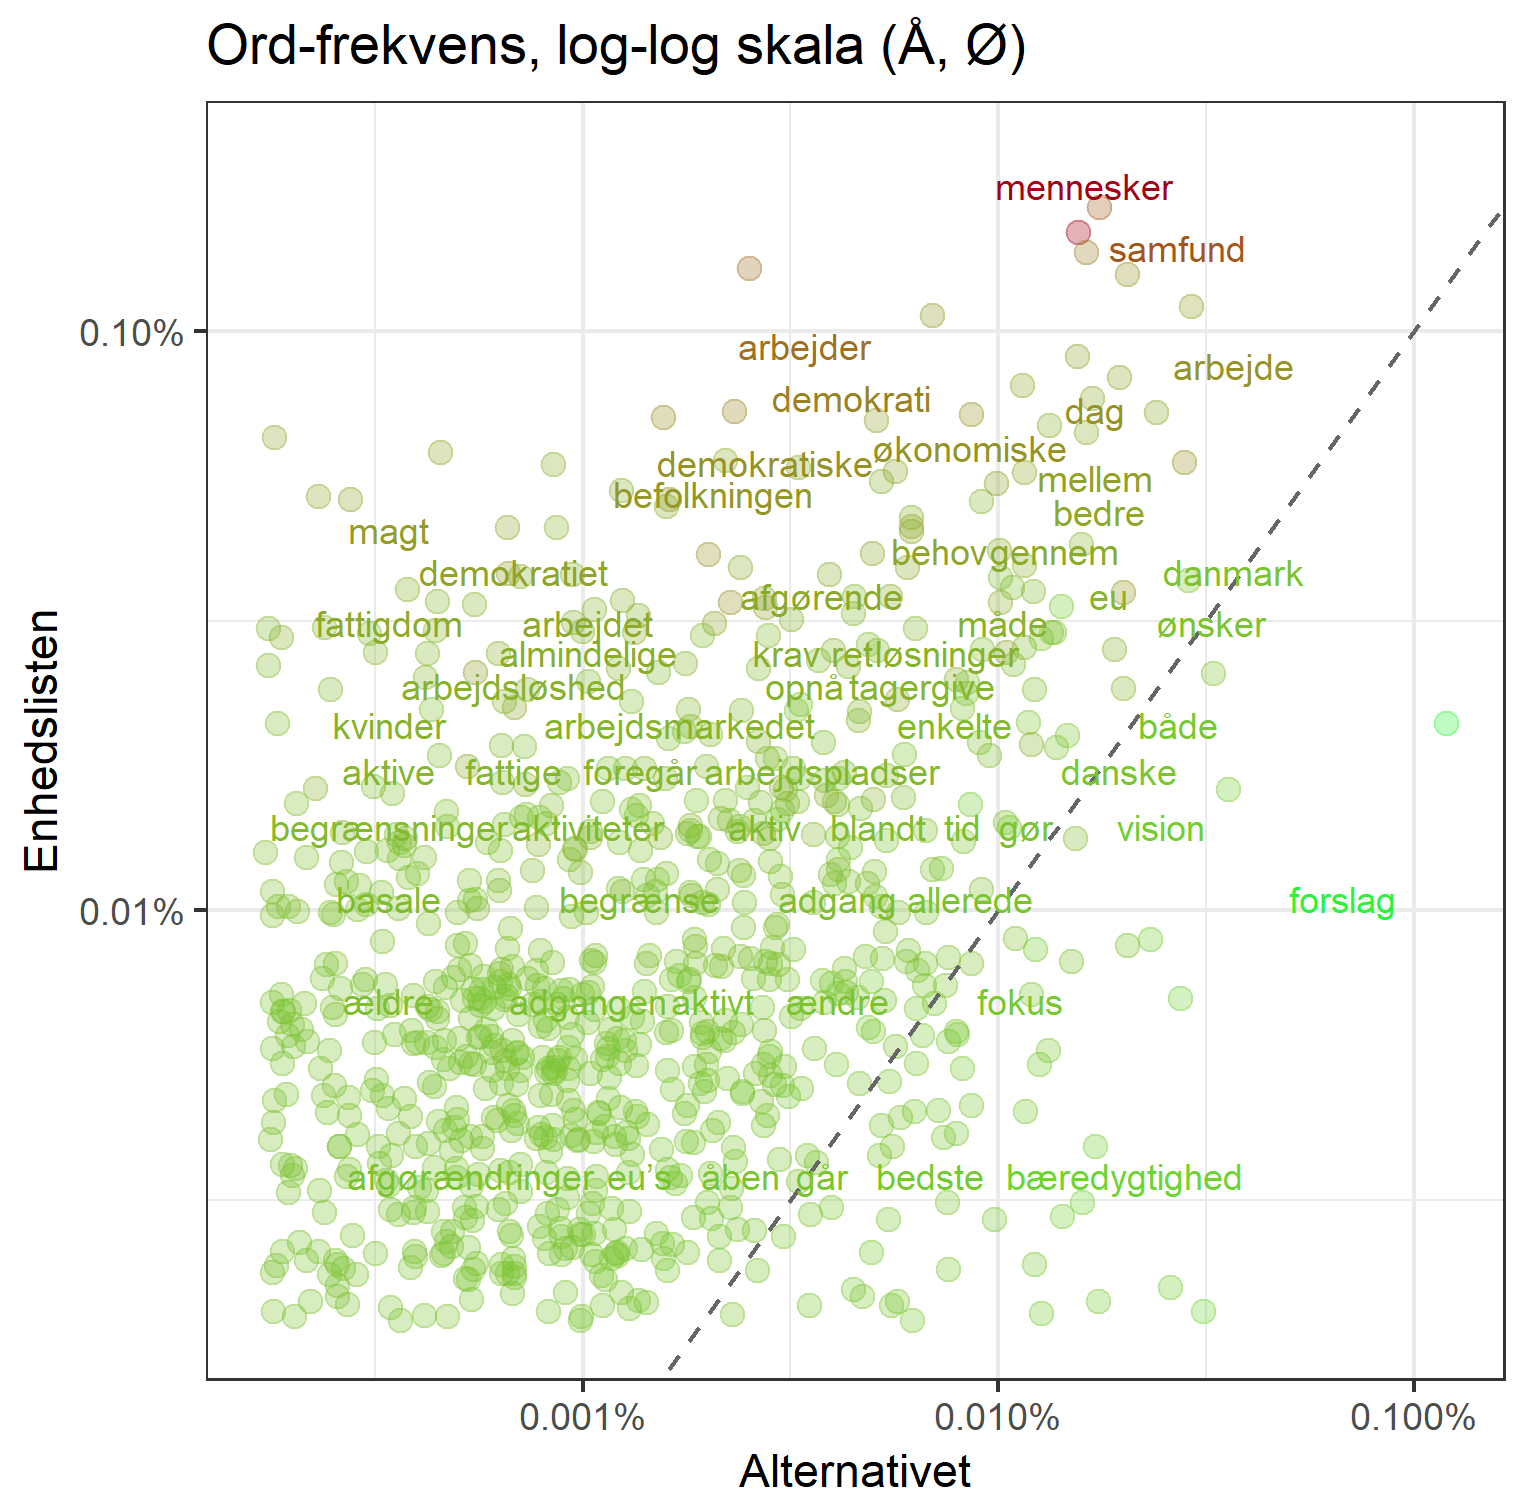 Ord-frekvens, log-log skala (Å, Ø)
mennesker
samfund
0.10%
arbejder
arbejde
demokrati
dag
økonomiske
demokratiske
mellem
befolkningen
bedre
magt
behov gennem
demokratiet
danmark
afgørende
eu
fattigdom arbejdet måde ønsker
almindelige krav ret løsninger
arbejdsløshed opnå tager give
kvinder arbejdsmarkedet enkelte både
aktive fattige foregår arbejdspladser danske
begrænsninger aktiviteter aktiv blandt tid gør vision
0.01%
basale begrænse adgang allerede forslag
ældre adgangen aktivt ændre fokus
afgør ændringer eu's åben går bedste bæredygtighed
0.001% 0.010% 0.100%
Alternativet
Enhedslisten